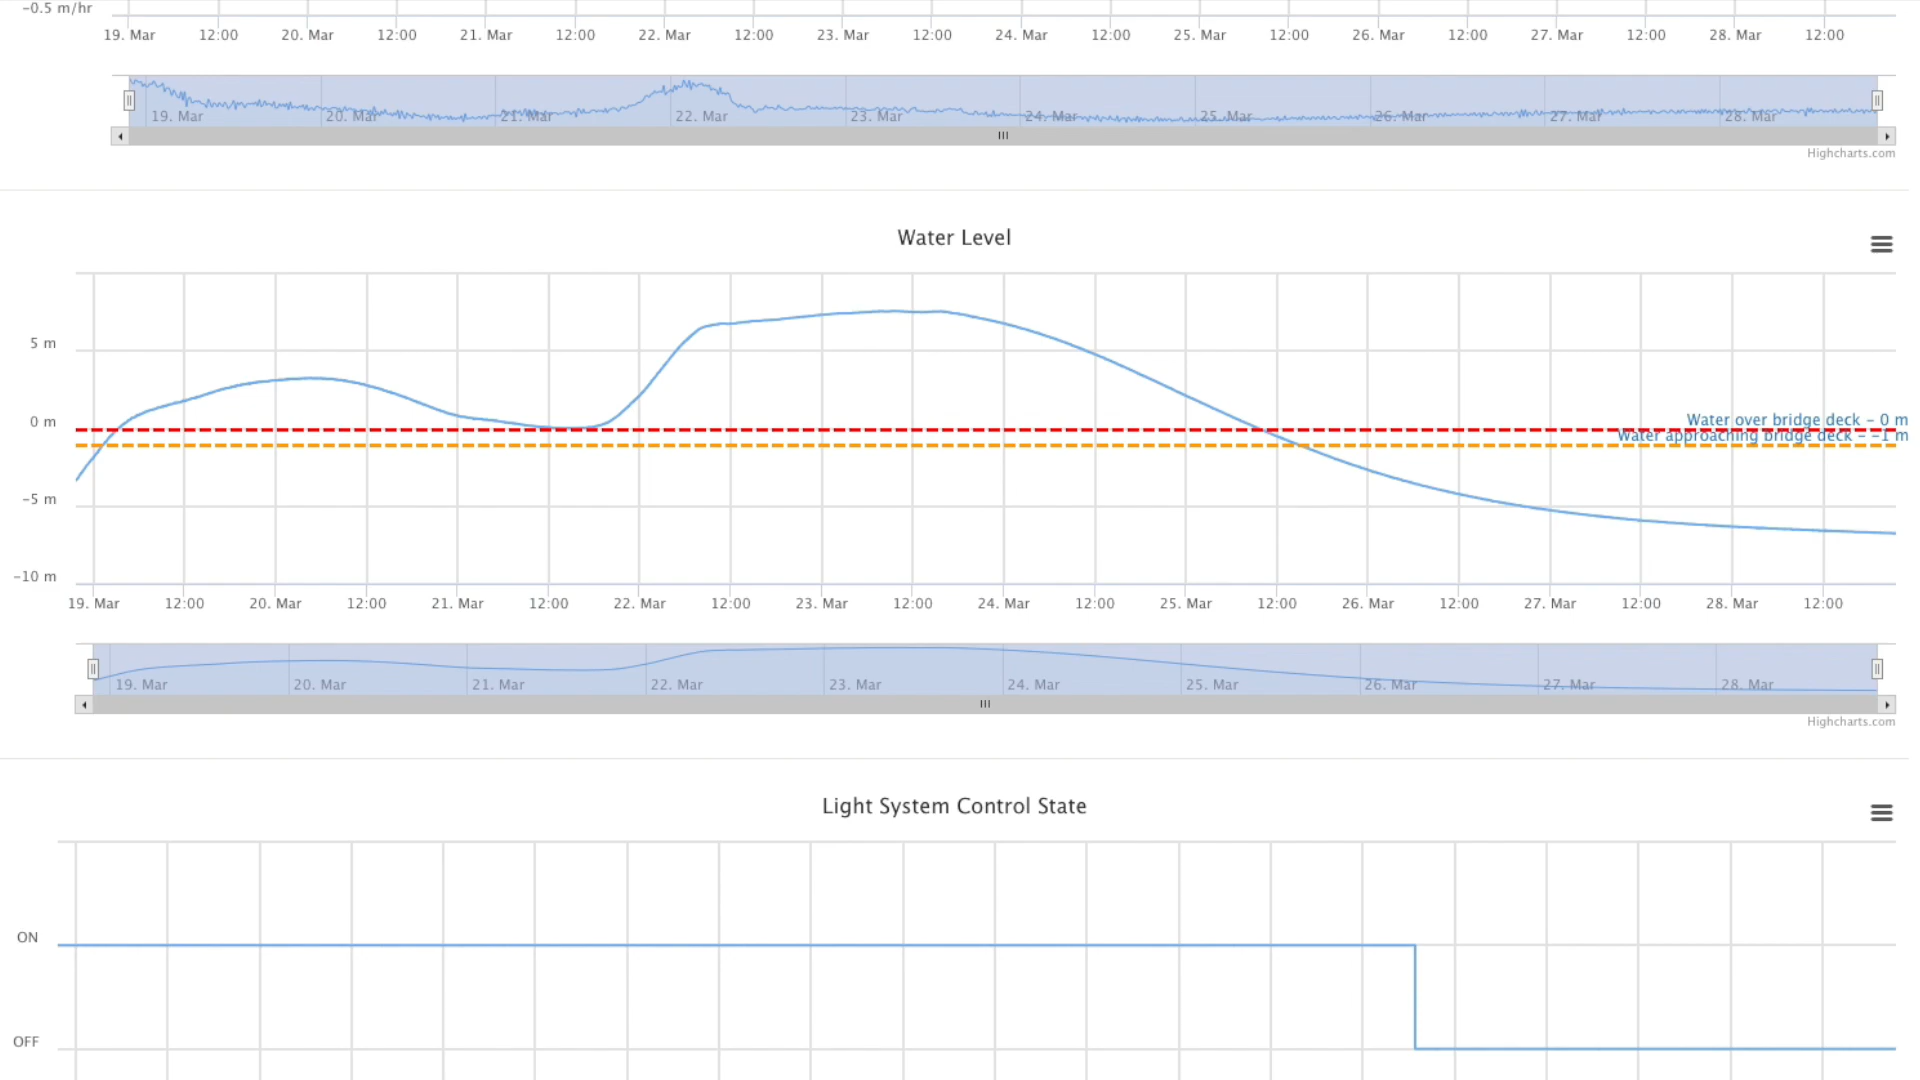 −0.5 m/hr
19. Mar 12:00 20. Mar 12:00 21. Mar 12:00 22. Mar 12:00 23. Mar 12:00 24. Mar 12:00 25. Mar 12:00 26. Mar 12:00 27. Mar 12:00 28. Mar 12:00
19. Mar 20. Mar 21. Mar 22. Mar 23. Mar 24. Mar 25. Mar 26. Mar 27. Mar 28. Mar
Highcharts.com
Water Level
5 m
0 m
Water over bridge deck − 0 m
Water approaching bridge deck − −1 m
−5 m
−10 m
19. Mar 12:00 20. Mar 12:00 21. Mar 12:00 22. Mar 12:00 23. Mar 12:00 24. Mar 12:00 25. Mar 12:00 26. Mar 12:00 27. Mar 12:00 28. Mar 12:00
19. Mar 20. Mar 21. Mar 22. Mar 23. Mar 24. Mar 25. Mar 26. Mar 27. Mar 28. Mar
Highcharts.com
Light System Control State
ON
OFF